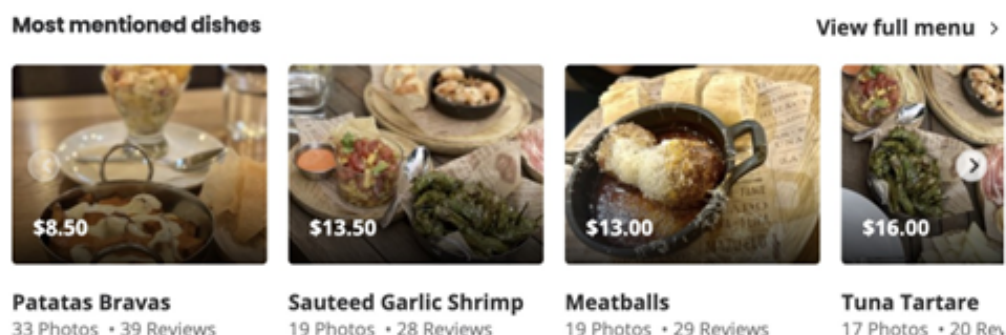 Most mentioned dishes
View full menu
$8.50
$13.50
$13.00
$16.00
Patatas Bravas
Sauteed Garlic Shrimp
Meatballs
Tuna Tartare
33 Photos • 39 Reviews
19 Photos • 28 Reviews
19 Photos • 29 Reviews
17 Photos • 20 Re